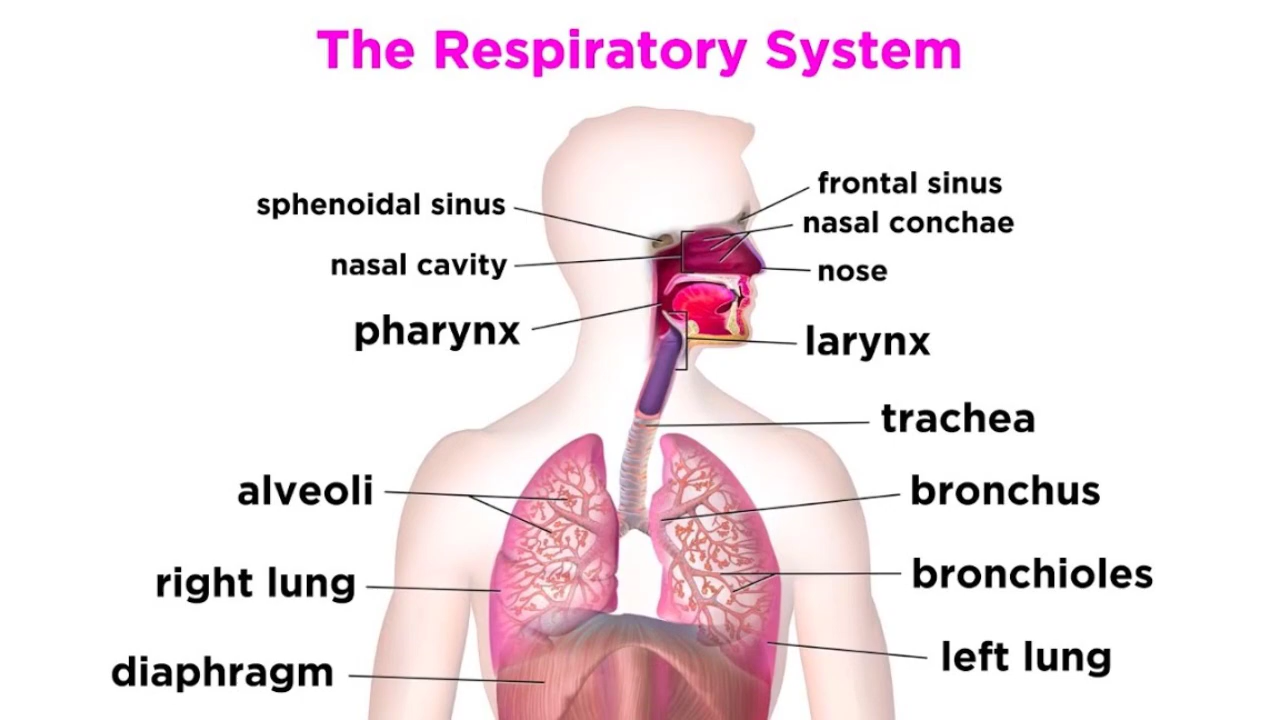 The Respiratory System
sphenoidal sinus
nasal cavity
pharynx
alveoli
right lung
diaphragm
frontal sinus
nasal conchae
nose
larynx
trachea
bronchus
bronchioles
left lung